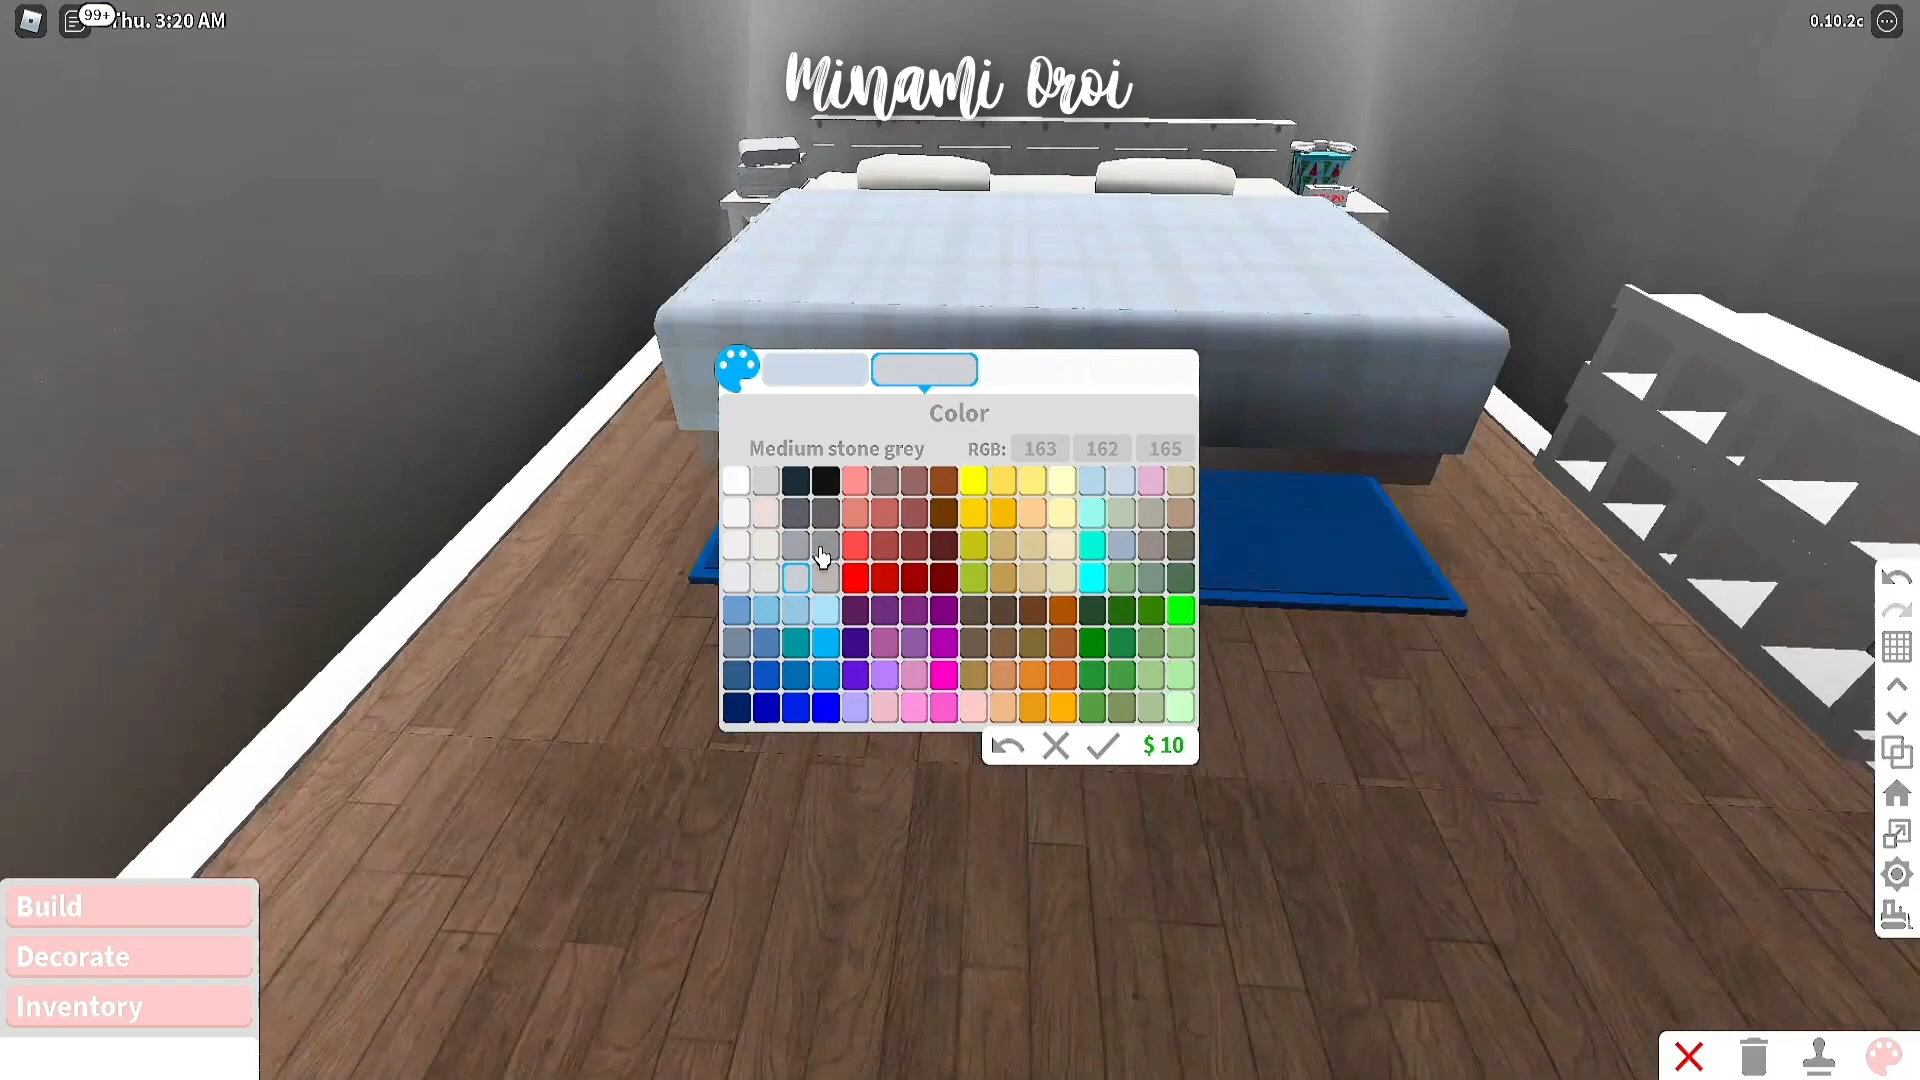 99+
Thu. 3:20 AM
0.10.2c
Minami Oroi
Color
Medium stone grey RGB: 163 162 165
$ 10
Build
Decorate
Inventory